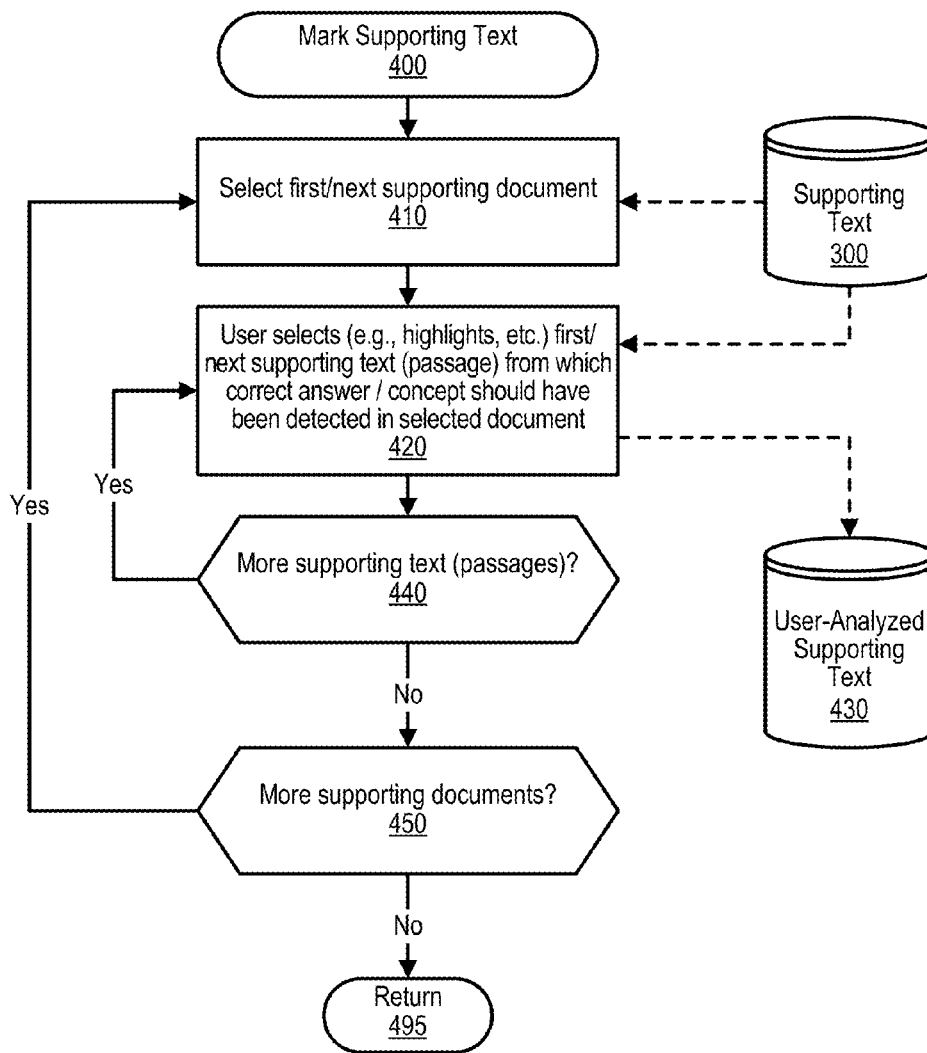 Mark Supporting Text
400
Select first/next supporting document
410
Supporting
Text
300
User selects (e.g., highlights, etc.) first/
next supporting text (passage) from which
correct answer / concept should have
been detected in selected document
420
Yes
Yes
More supporting text (passages)?
440
User-Analyzed
Supporting
Text
430
No
More supporting documents?
450
No
Return
495